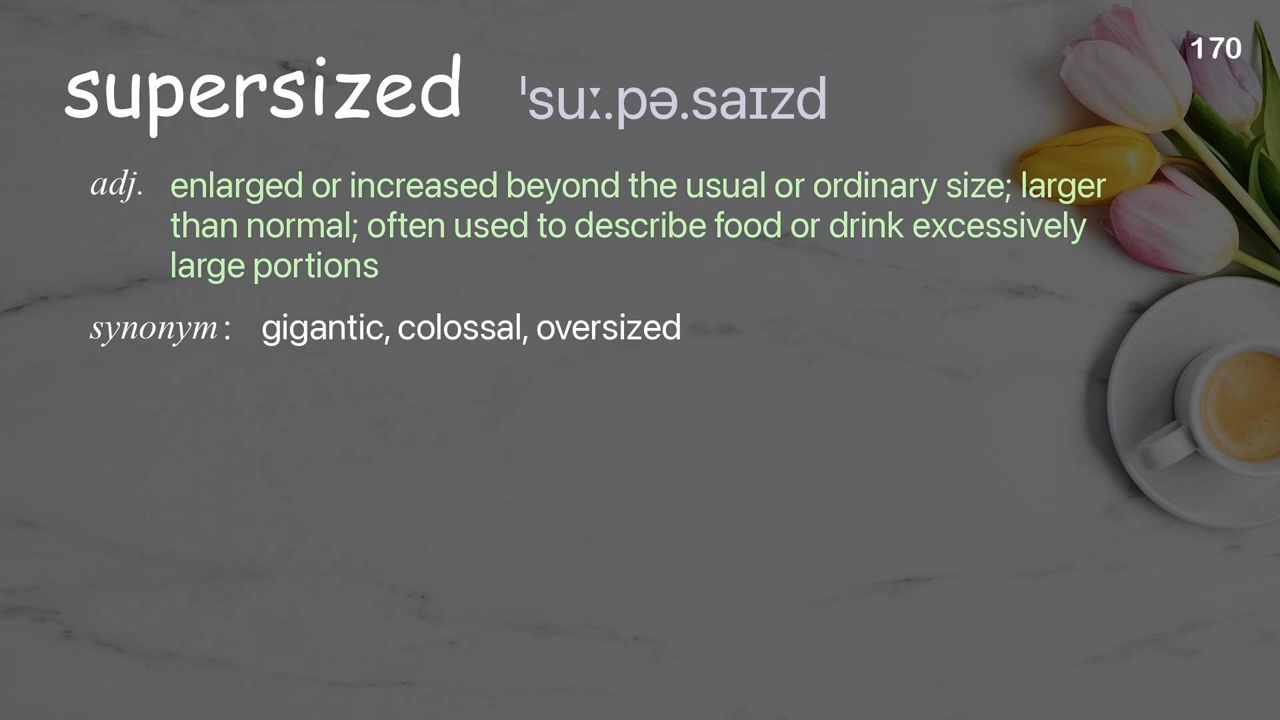 170
supersized ˈsuː.pə.saɪzd
adj. enlarged or increased beyond the usual or ordinary size; larger
than normal; often used to describe food or drink excessively
large portions
synonym: gigantic, colossal, oversized